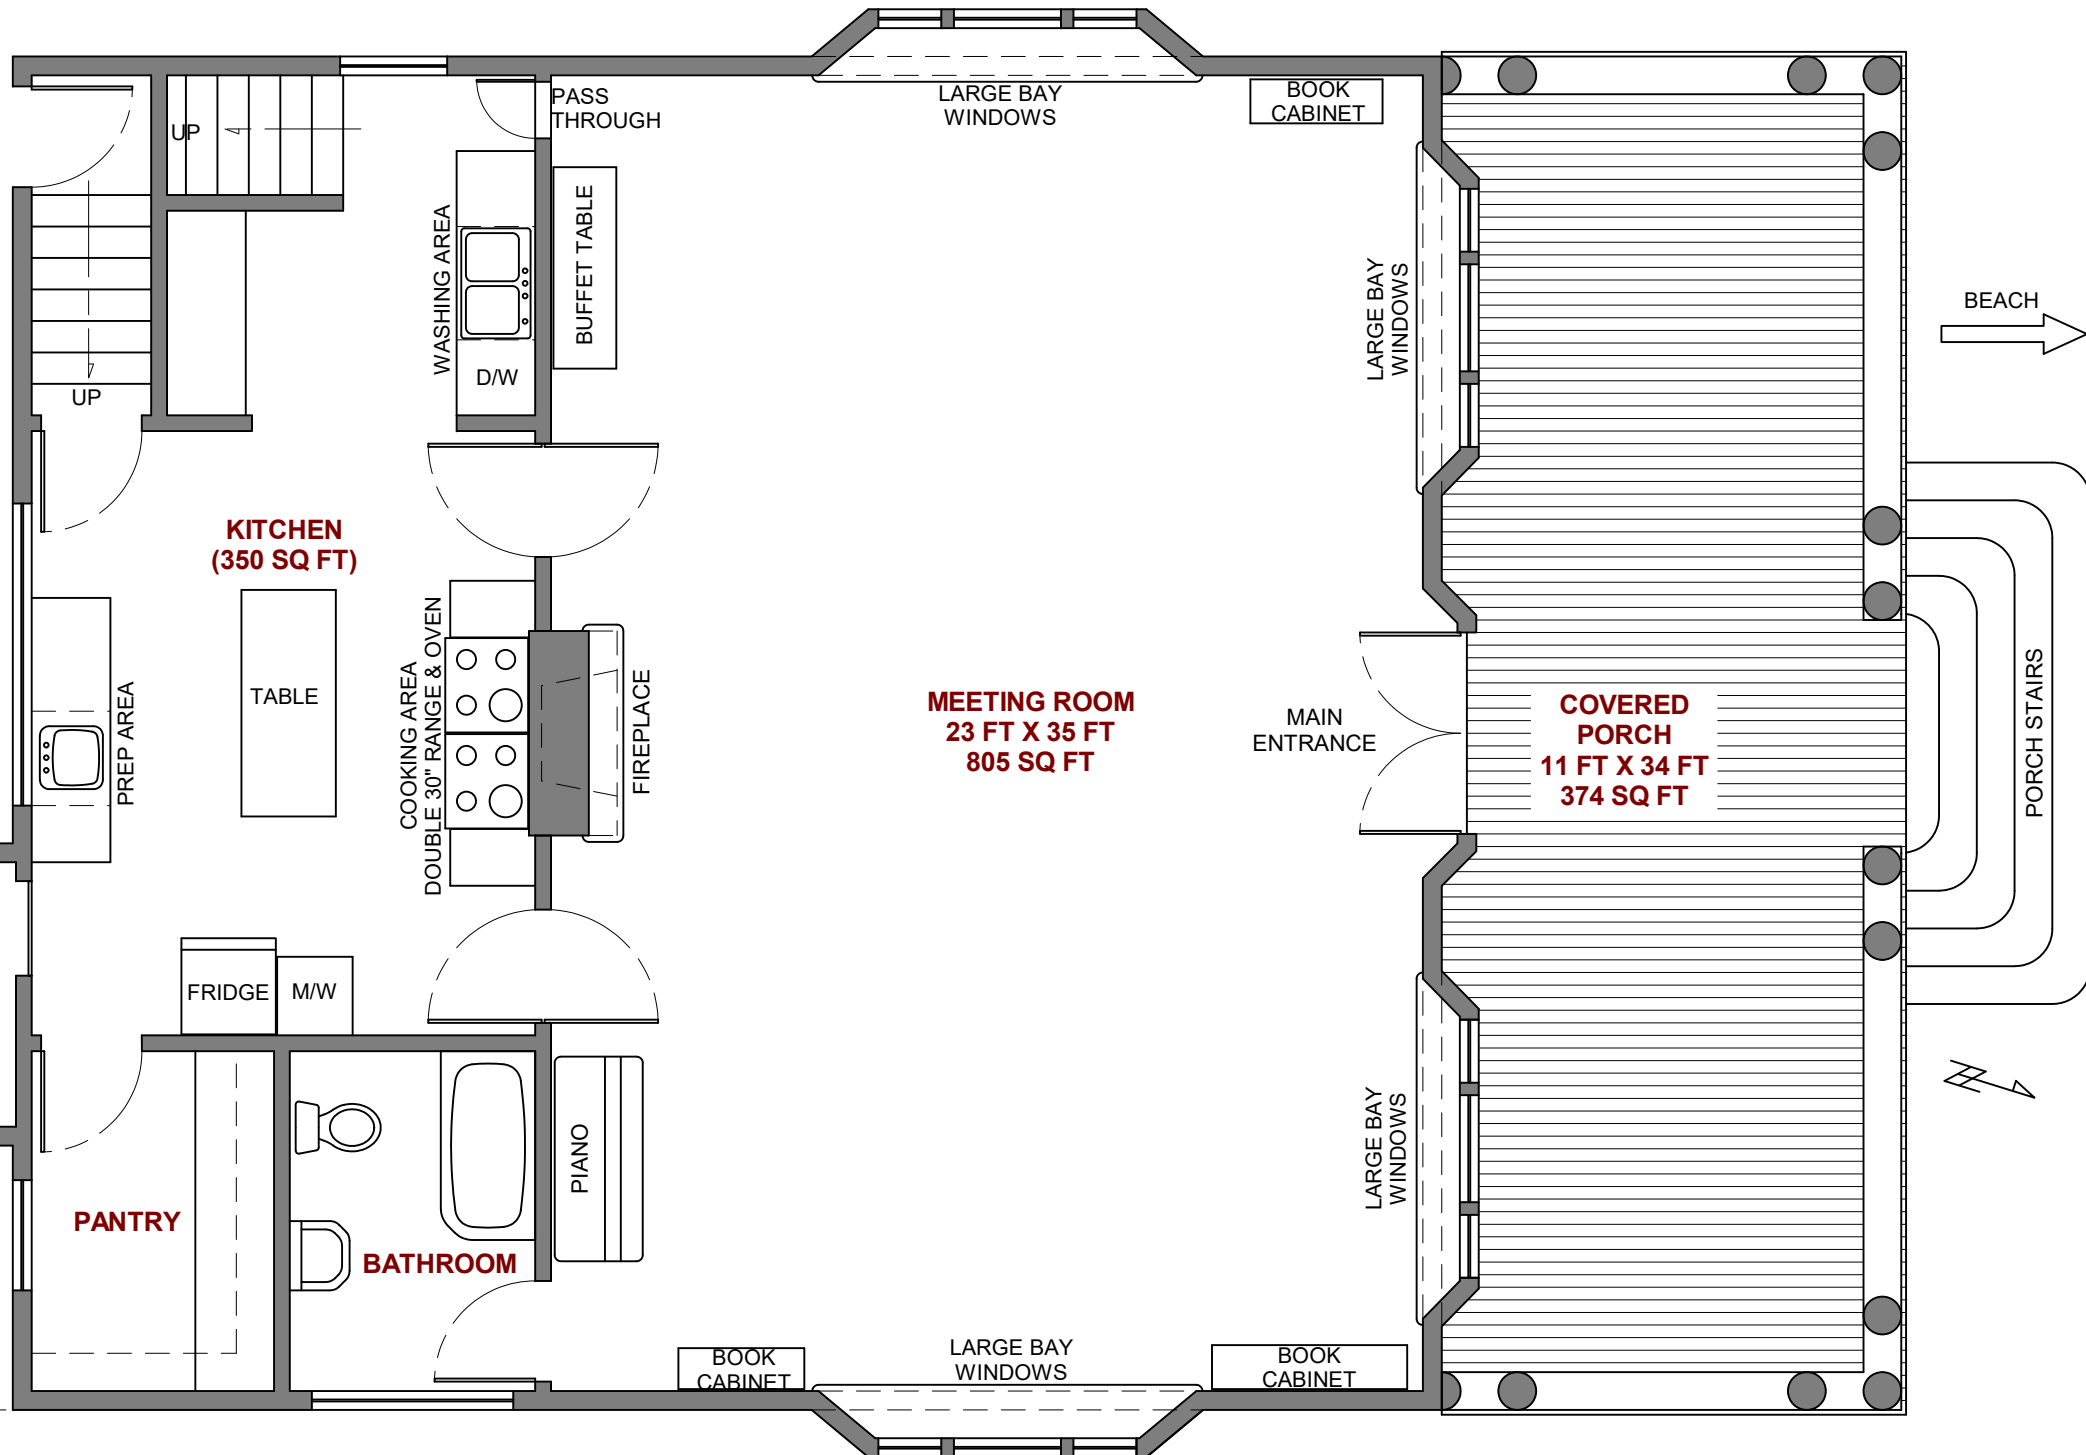 PASS
THROUGH
LARGE BAY
WINDOWS
BOOK
CABINET
UP
UP
WASHING AREA
D/W
BUFFET TABLE
LARGE BAY
WINDOWS
BEACH
KITCHEN
(350 SQ FT)
TABLE
PREP AREA
COOKING AREA
DOUBLE 30" RANGE & OVEN
FIREPLACE
MEETING ROOM
23 FT X 35 FT
805 SQ FT
MAIN
ENTRANCE
COVERED
PORCH
11 FT X 34 FT
374 SQ FT
PORCH STAIRS
FRIDGE
M/W
PIANO
PANTRY
BATHROOM
LARGE BAY
WINDOWS
BOOK
CABINET
LARGE BAY
WINDOWS
BOOK
CABINET